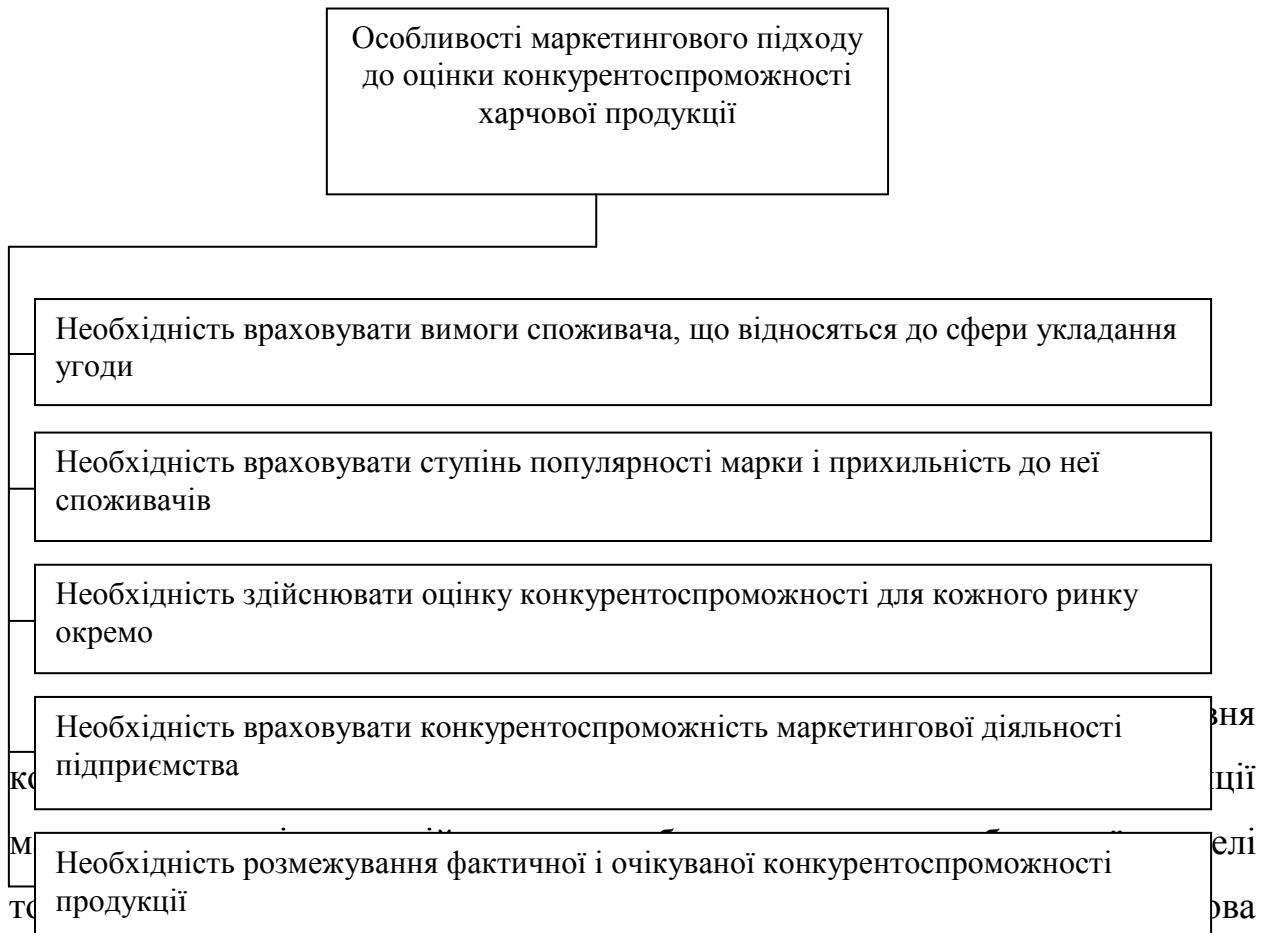 Особливості маркетингового підходу
до оцінки конкурентоспроможності
харчової продукції
Необхідність враховувати вимоги споживача, що відносяться до сфери укладання
угоди
Необхідність враховувати ступінь популярності марки і прихильність до неї
споживачів
Необхідність здійснювати оцінку конкурентоспроможності для кожного ринку
окремо
Необхідність враховувати конкурентоспроможність маркетингової діяльності
підприємства
Необхідність розмежування фактичної і очікуваної конкурентоспроможності
продукції